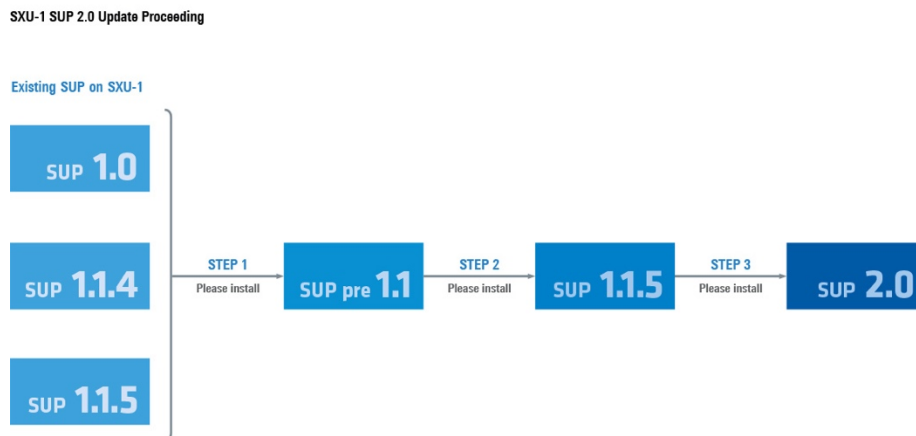 SXU-1 SUP 2.0 Update Proceeding
Existing SUP on SXU-1
SUP 1.0
SUP 1.1.4
SUP 1.1.5
STEP 1
Please install
SUP pre 1.1
STEP 2
Please install
SUP 1.1.5
STEP 3
Please install
SUP 2.0